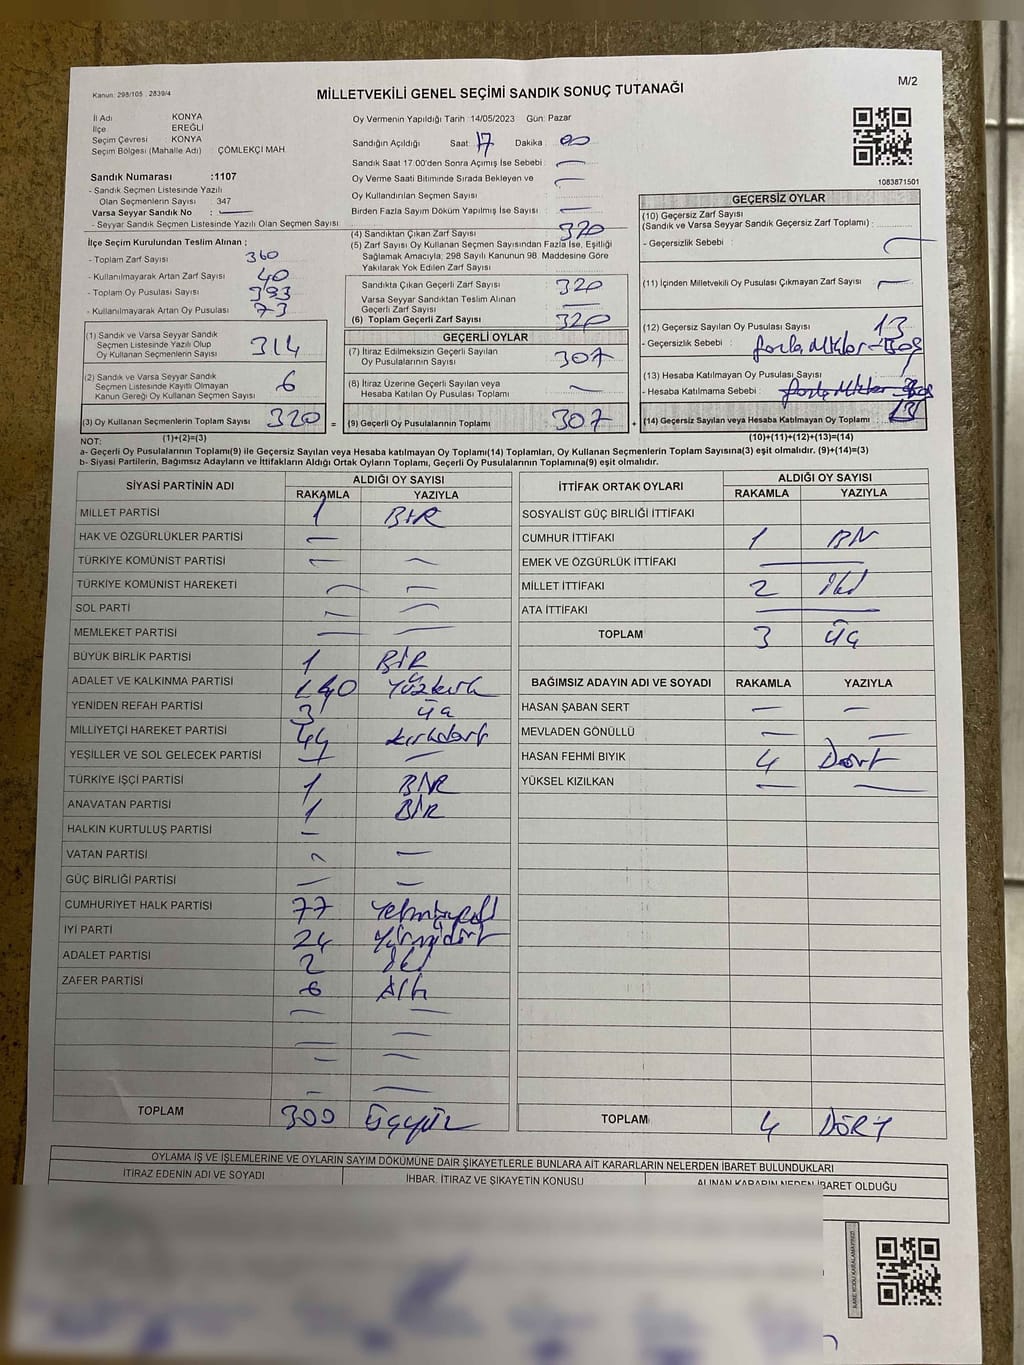 Kanun: 298/105 . 2839/4
MİLLETVEKİLİ GENEL SEÇİMİ SANDIK SONUÇ TUTANAĞI
M/2
İl Adı KONYA
İlçe EREĞLİ
Seçim Çevresi KONYA
Seçim Bölgesi (Mahalle Adı) : ÇÖMLEKÇİ MAH.
Oy Vermenin Yapıldığı Tarih 14/05/2023 Gün: Pazar
Sandığın Açıldığı Saat 17 Dakika : 00
Sandık Saat 17:00'den Sonra Açımış İse Sebebi : —
Oy Verme Saati Bitiminde Sırada Bekleyen ve
Oy Kullandırılan Seçmen Sayısı : —
Birden Fazla Sayım Döküm Yapılmış İse Sayısı : —
1083871501
Sandık Numarası :1107
- Sandık Seçmen Listesinde Yazılı
Olan Seçmenlerin Sayısı : 347
Varsa Seyyar Sandık No : —
- Seyyar Sandık Seçmen Listesinde Yazılı Olan Seçmen Sayısı :
İlçe Seçim Kurulundan Teslim Alınan ;
- Toplam Zarf Sayısı 360
- Kullanılmayarak Artan Zarf Sayısı 40
- Toplam Oy Pusulası Sayısı 393
- Kullanılmayarak Artan Oy Pusulası 73
(1) Sandık ve Varsa Seyyar Sandık
Seçmen Listesinde Yazılı Olup
Oy Kullanan Seçmenlerin Sayısı : 314
(2) Sandık ve Varsa Seyyar Sandık
Seçmen Listesinde Kayıtlı Olmayan
Kanun Gereği Oy Kullanan Seçmen Sayısı : 6
(3) Oy Kullanan Seçmenlerin Toplam Sayısı : 320 =
(4) Sandıktan Çıkan Zarf Sayısı 320
(5) Zarf Sayısı Oy Kullanan Seçmen Sayısından Fazla İse, Eşitliği
Sağlamak Amacıyla; 298 Sayılı Kanunun 98. Maddesine Göre
Yakılarak Yok Edilen Zarf Sayısı :
Sandıkta Çıkan Geçerli Zarf Sayısı : 320
Varsa Seyyar Sandıktan Teslim Alınan
Geçerli Zarf Sayısı : —
(6) Toplam Geçerli Zarf Sayısı : 320
GEÇERLİ OYLAR
(7) İtiraz Edilmeksizin Geçerli Sayılan
Oy Pusulalarının Sayısı : 307
(8) İtiraz Üzerine Geçerli Sayılan veya
Hesaba Katılan Oy Pusulası Toplamı : —
(9) Geçerli Oy Pusulalarının Toplamı : 307 +
GEÇERSİZ OYLAR
(10) Geçersiz Zarf Sayısı
(Sandık ve Varsa Seyyar Sandık Geçersiz Zarf Toplamı) :
- Geçersizlik Sebebi : —
(11) İçinden Milletvekili Oy Pusulası Çıkmayan Zarf Sayısı : —
(12) Geçersiz Sayılan Oy Pusulası Sayısı : 13
- Geçersizlik Sebebi :
(13) Hesaba Katılmayan Oy Pusulası Sayısı :
- Hesaba Katılmama Sebebi :
(14) Geçersiz Sayılan veya Hesaba Katılmayan Oy Toplamı : 13
NOT: (1)+(2)=(3) (10)+(11)+(12)+(13)=(14)
a- Geçerli Oy Pusulalarının Toplamı(9) ile Geçersiz Sayılan veya Hesaba katılmayan Oy Toplamı(14) Toplamları, Oy Kullanan Seçmenlerin Toplam Sayısına(3) eşit olmalıdır. (9)+(14)=(3)
b- Siyasi Partilerin, Bağımsız Adayların ve İttifakların Aldığı Ortak Oyların Toplamı, Geçerli Oy Pusulalarının Toplamına(9) eşit olmalıdır.
SİYASİ PARTİNİN ADI ALDIĞI OY SAYISI
RAKAMLA YAZIYLA
MİLLET PARTİSİ 1 BİR
HAK VE ÖZGÜRLÜKLER PARTİSİ —
TÜRKİYE KOMÜNİST PARTİSİ — —
TÜRKİYE KOMÜNİST HAREKETİ — —
SOL PARTİ — —
MEMLEKET PARTİSİ — —
BÜYÜK BİRLİK PARTİSİ 1 BİR
ADALET VE KALKINMA PARTİSİ 140 Yüzkırk
YENİDEN REFAH PARTİSİ 3 Üç
MİLLİYETÇİ HAREKET PARTİSİ 44 kırkdört
YEŞİLLER VE SOL GELECEK PARTİSİ — —
TÜRKİYE İŞÇİ PARTİSİ 1 BİR
ANAVATAN PARTİSİ 1 BİR
HALKIN KURTULUŞ PARTİSİ —
VATAN PARTİSİ — —
GÜÇ BİRLİĞİ PARTİSİ — —
CUMHURİYET HALK PARTİSİ 77 Yetmişyedi
İYİ PARTİ 24 Yirmidört
ADALET PARTİSİ 2 İki
ZAFER PARTİSİ 6 Altı
TOPLAM 300 Üçyüz
İTTİFAK ORTAK OYLARI ALDIĞI OY SAYISI
RAKAMLA YAZIYLA
SOSYALİST GÜÇ BİRLİĞİ İTTİFAKI
CUMHUR İTTİFAKI 1 BİR
EMEK VE ÖZGÜRLÜK İTTİFAKI —
MİLLET İTTİFAKI 2 İki
ATA İTTİFAKI —
TOPLAM 3 Üç
BAĞIMSIZ ADAYIN ADI VE SOYADI RAKAMLA YAZIYLA
HASAN ŞABAN SERT — —
MEVLADEN GÖNÜLLÜ — —
HASAN FEHMİ BIYIK 4 Dört
YÜKSEL KIZILKAN — —
TOPLAM 4 DÖRT
OYLAMA İŞ VE İŞLEMLERİNE VE OYLARIN SAYIM DÖKÜMÜNE DAİR ŞİKAYETLERLE BUNLARA AİT KARARLARIN NELERDEN İBARET BULUNDUKLARI
İTİRAZ EDENİN ADI VE SOYADI İHBAR, İTİRAZ VE ŞİKAYETİN KONUSU ALINAN KARARIN NEDEN İBARET OLDUĞU
KARE KODU KARALAMAYINIZ!